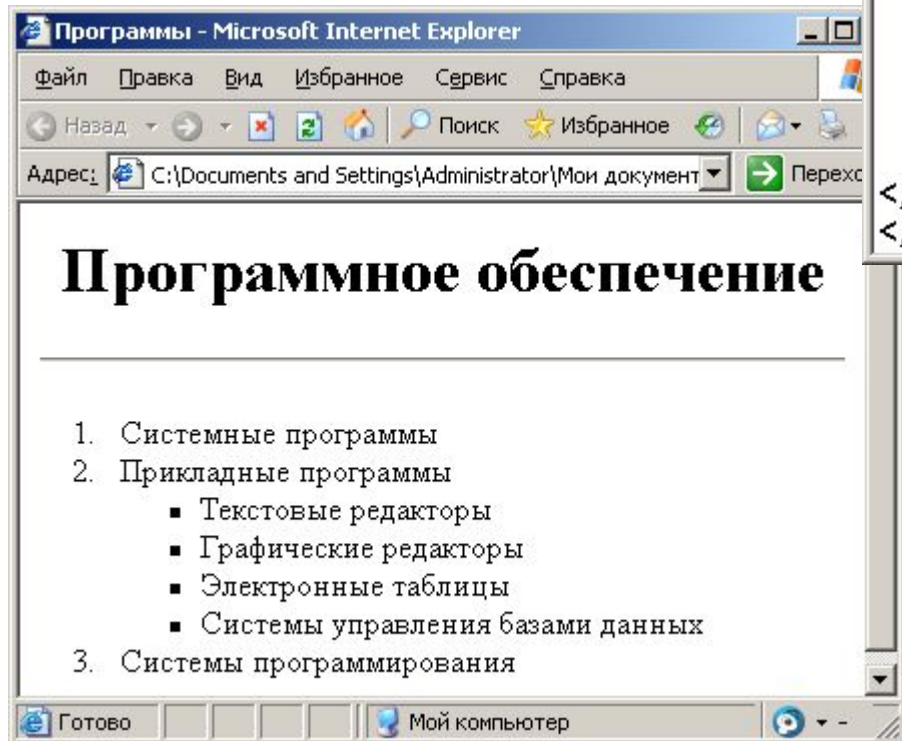 Программы - Microsoft Internet Explorer
Файл Правка Вид Избранное Сервис Справка
Назад Поиск Избранное
Адрес: C:\Documents and Settings\Administrator\Мои документ
Программное обеспечение
1. Системные программы
2. Прикладные программы
▪ Текстовые редакторы
▪ Графические редакторы
▪ Электронные таблицы
▪ Системы управления базами данных
3. Системы программирования
Готово Мой компьютер